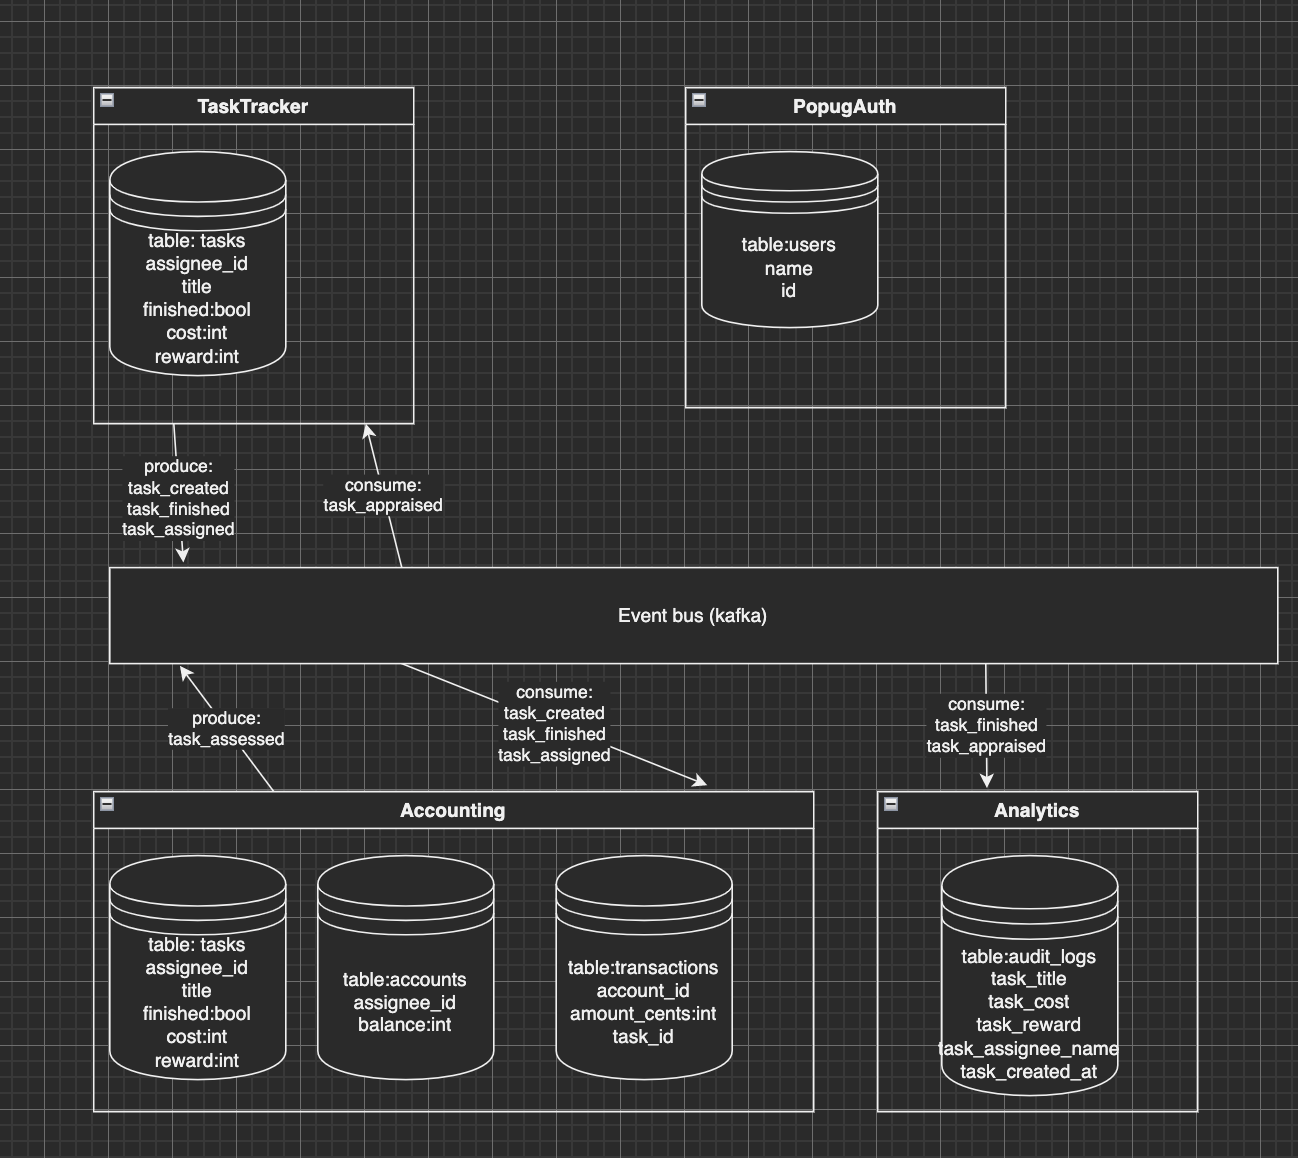 TaskTracker
table: tasks
assignee_id
title
finished:bool
cost:int
reward:int
PopugAuth
table:users
name
id
produce:
task_created
task_finished
task_assigned
consume:
task_appraised
Event bus (kafka)
produce:
task_assessed
consume:
task_created
task_finished
task_assigned
consume:
task_finished
task_appraised
Accounting
table: tasks
assignee_id
title
finished:bool
cost:int
reward:int
table:accounts
assignee_id
balance:int
table:transactions
account_id
amount_cents:int
task_id
Analytics
table:audit_logs
task_title
task_cost
task_reward
task_assignee_name
task_created_at